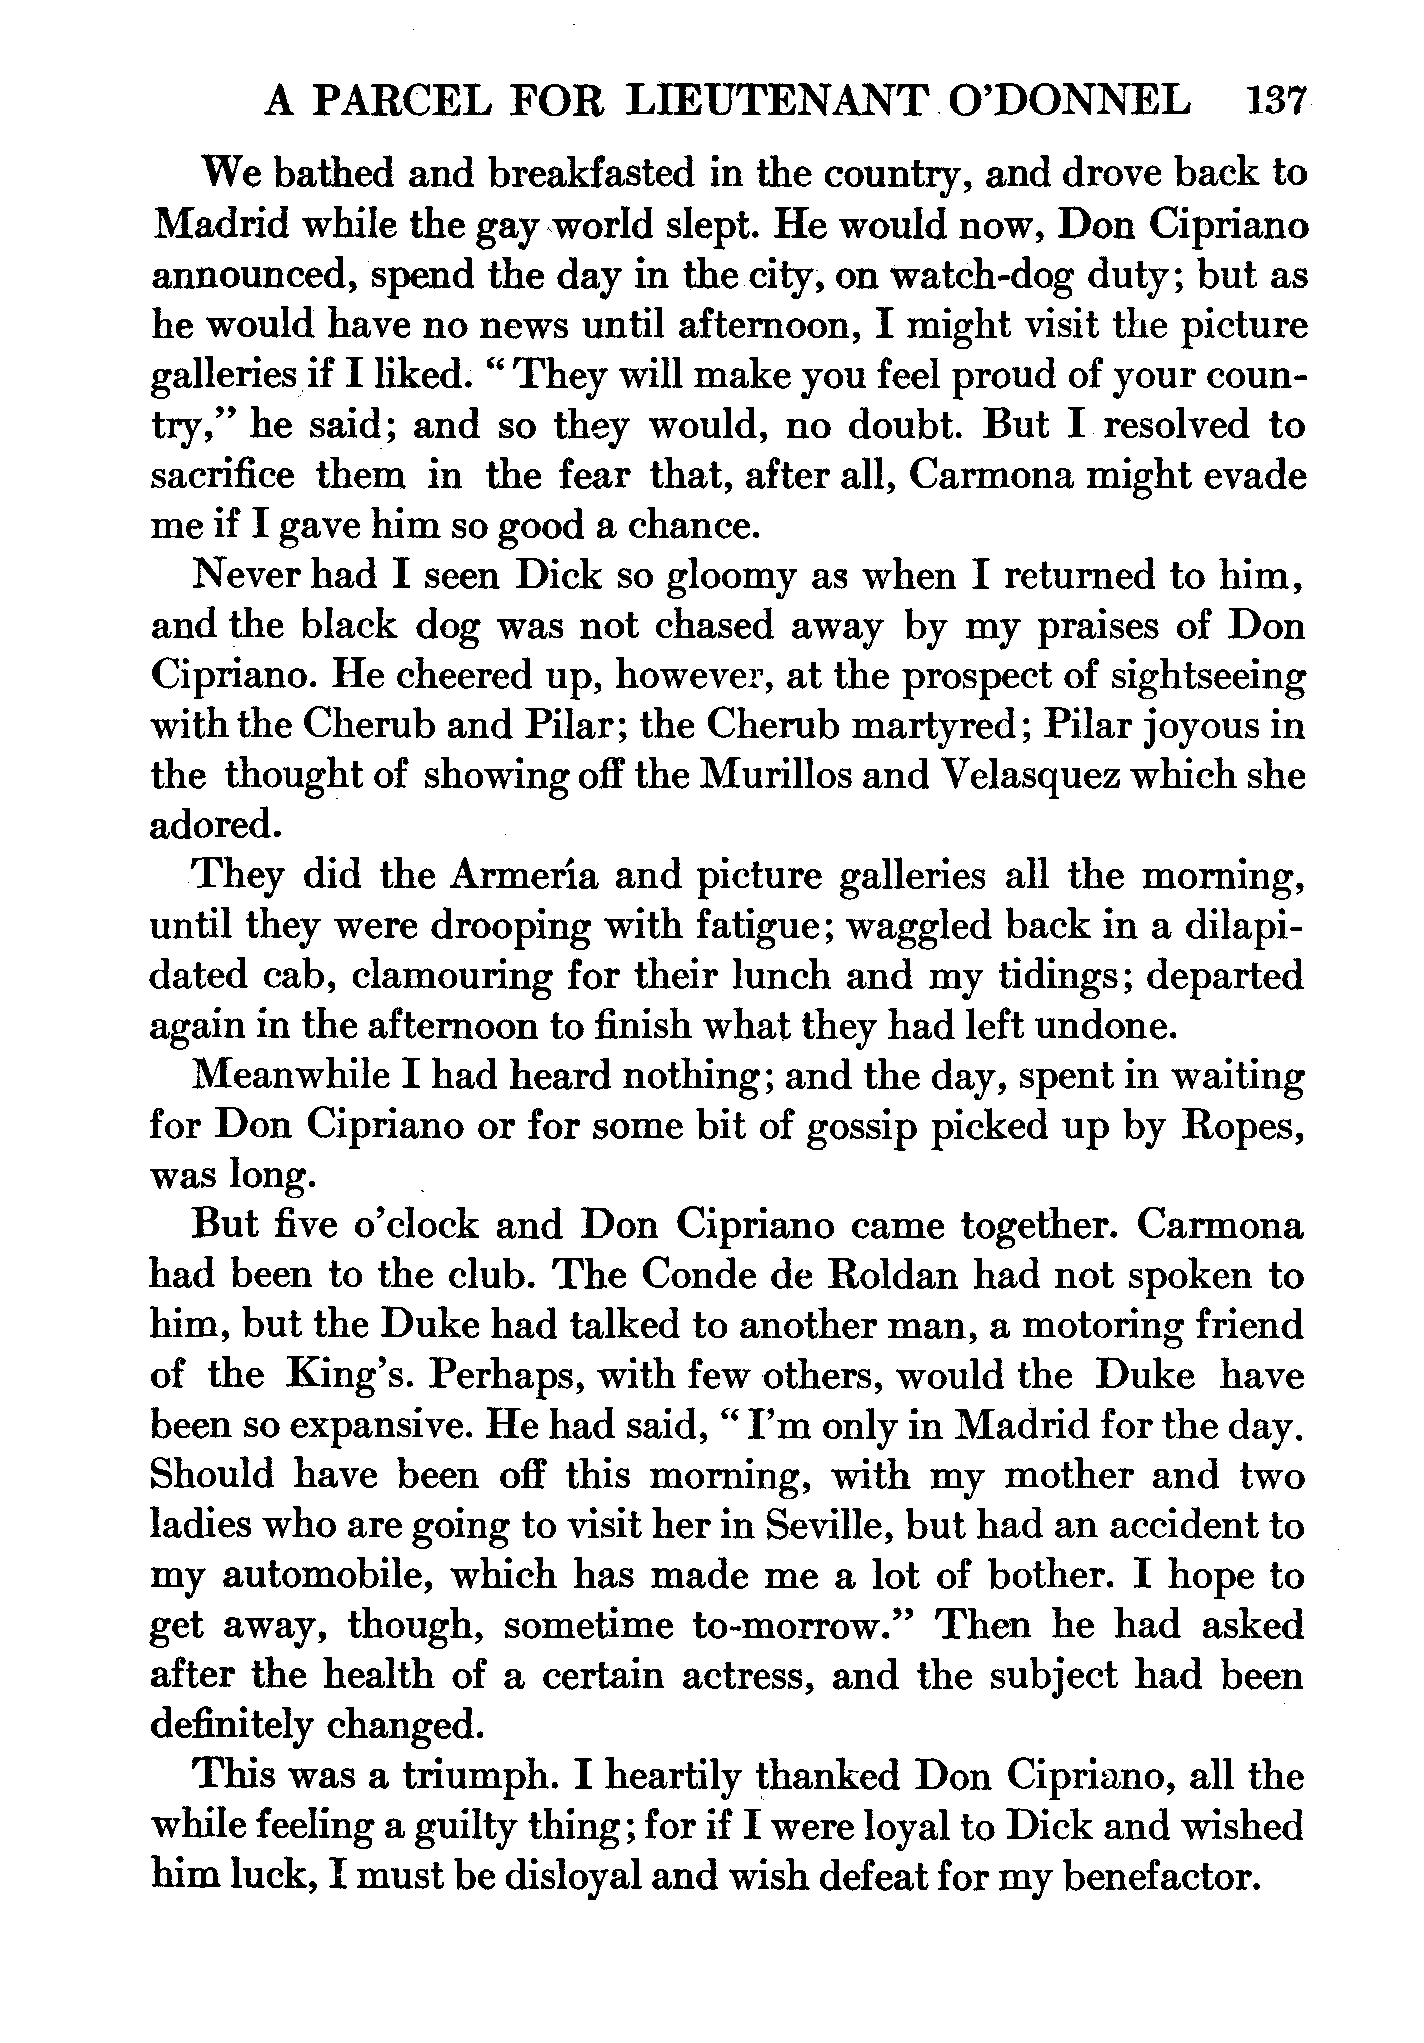 A PARCEL FOR LIEUTENANT O'DONNEL 137
We bathed and breakfasted in the country, and drove back to
Madrid while the gay world slept. He would now, Don Cipriano
announced, spend the day in the city, on watch-dog duty; but as
he would have no news until afternoon, I might visit the picture
galleries if I liked. “They will make you feel proud of your coun-
try,” he said; and so they would, no doubt. But I resolved to
sacrifice them in the fear that, after all, Carmona might evade
me if I gave him so good a chance.
Never had I seen Dick so gloomy as when I returned to him,
and the black dog was not chased away by my praises of Don
Cipriano. He cheered up, however, at the prospect of sightseeing
with the Cherub and Pilar; the Cherub martyred; Pilar joyous in
the thought of showing off the Murillos and Velasquez which she
adored.
They did the Armería and picture galleries all the morning,
until they were drooping with fatigue; waggled back in a dilapi-
dated cab, clamouring for their lunch and my tidings; departed
again in the afternoon to finish what they had left undone.
Meanwhile I had heard nothing; and the day, spent in waiting
for Don Cipriano or for some bit of gossip picked up by Ropes,
was long.
But five o'clock and Don Cipriano came together. Carmona
had been to the club. The Conde de Roldan had not spoken to
him, but the Duke had talked to another man, a motoring friend
of the King's. Perhaps, with few others, would the Duke have
been so expansive. He had said, “I'm only in Madrid for the day.
Should have been off this morning, with my mother and two
ladies who are going to visit her in Seville, but had an accident to
my automobile, which has made me a lot of bother. I hope to
get away, though, sometime to-morrow.” Then he had asked
after the health of a certain actress, and the subject had been
definitely changed.
This was a triumph. I heartily thanked Don Cipriano, all the
while feeling a guilty thing; for if I were loyal to Dick and wished
him luck, I must be disloyal and wish defeat for my benefactor.